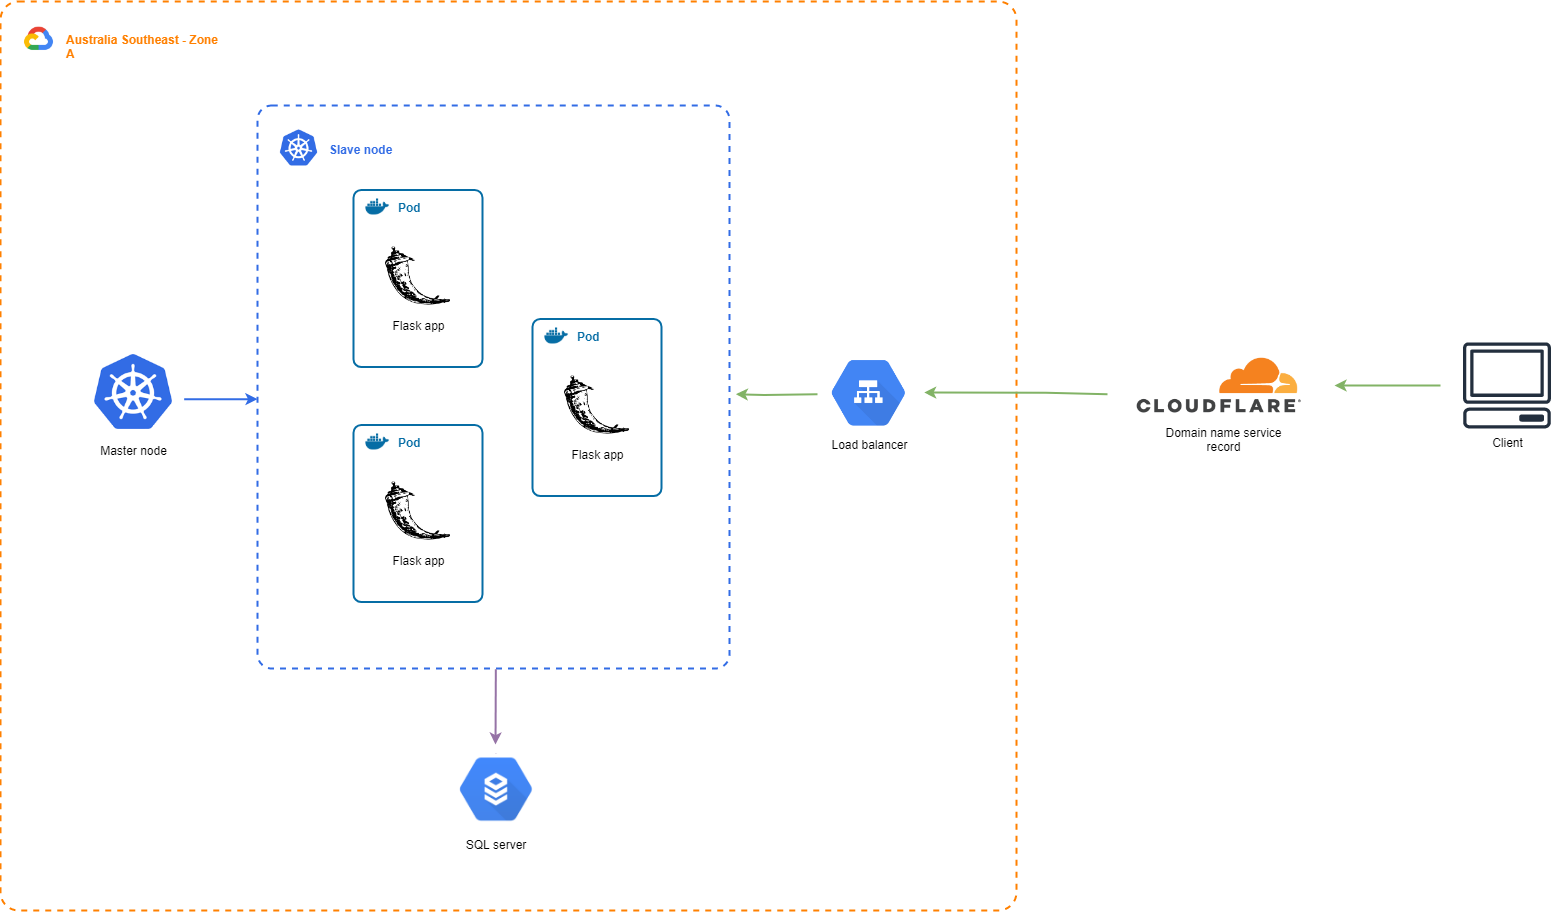 Australia Southeast - Zone
A
Slave node
Pod
Flask app
Pod
Flask app
Pod
Flask app
Master node
Load balancer
CLOUDFLARE
Domain name service
record
Client
SQL server